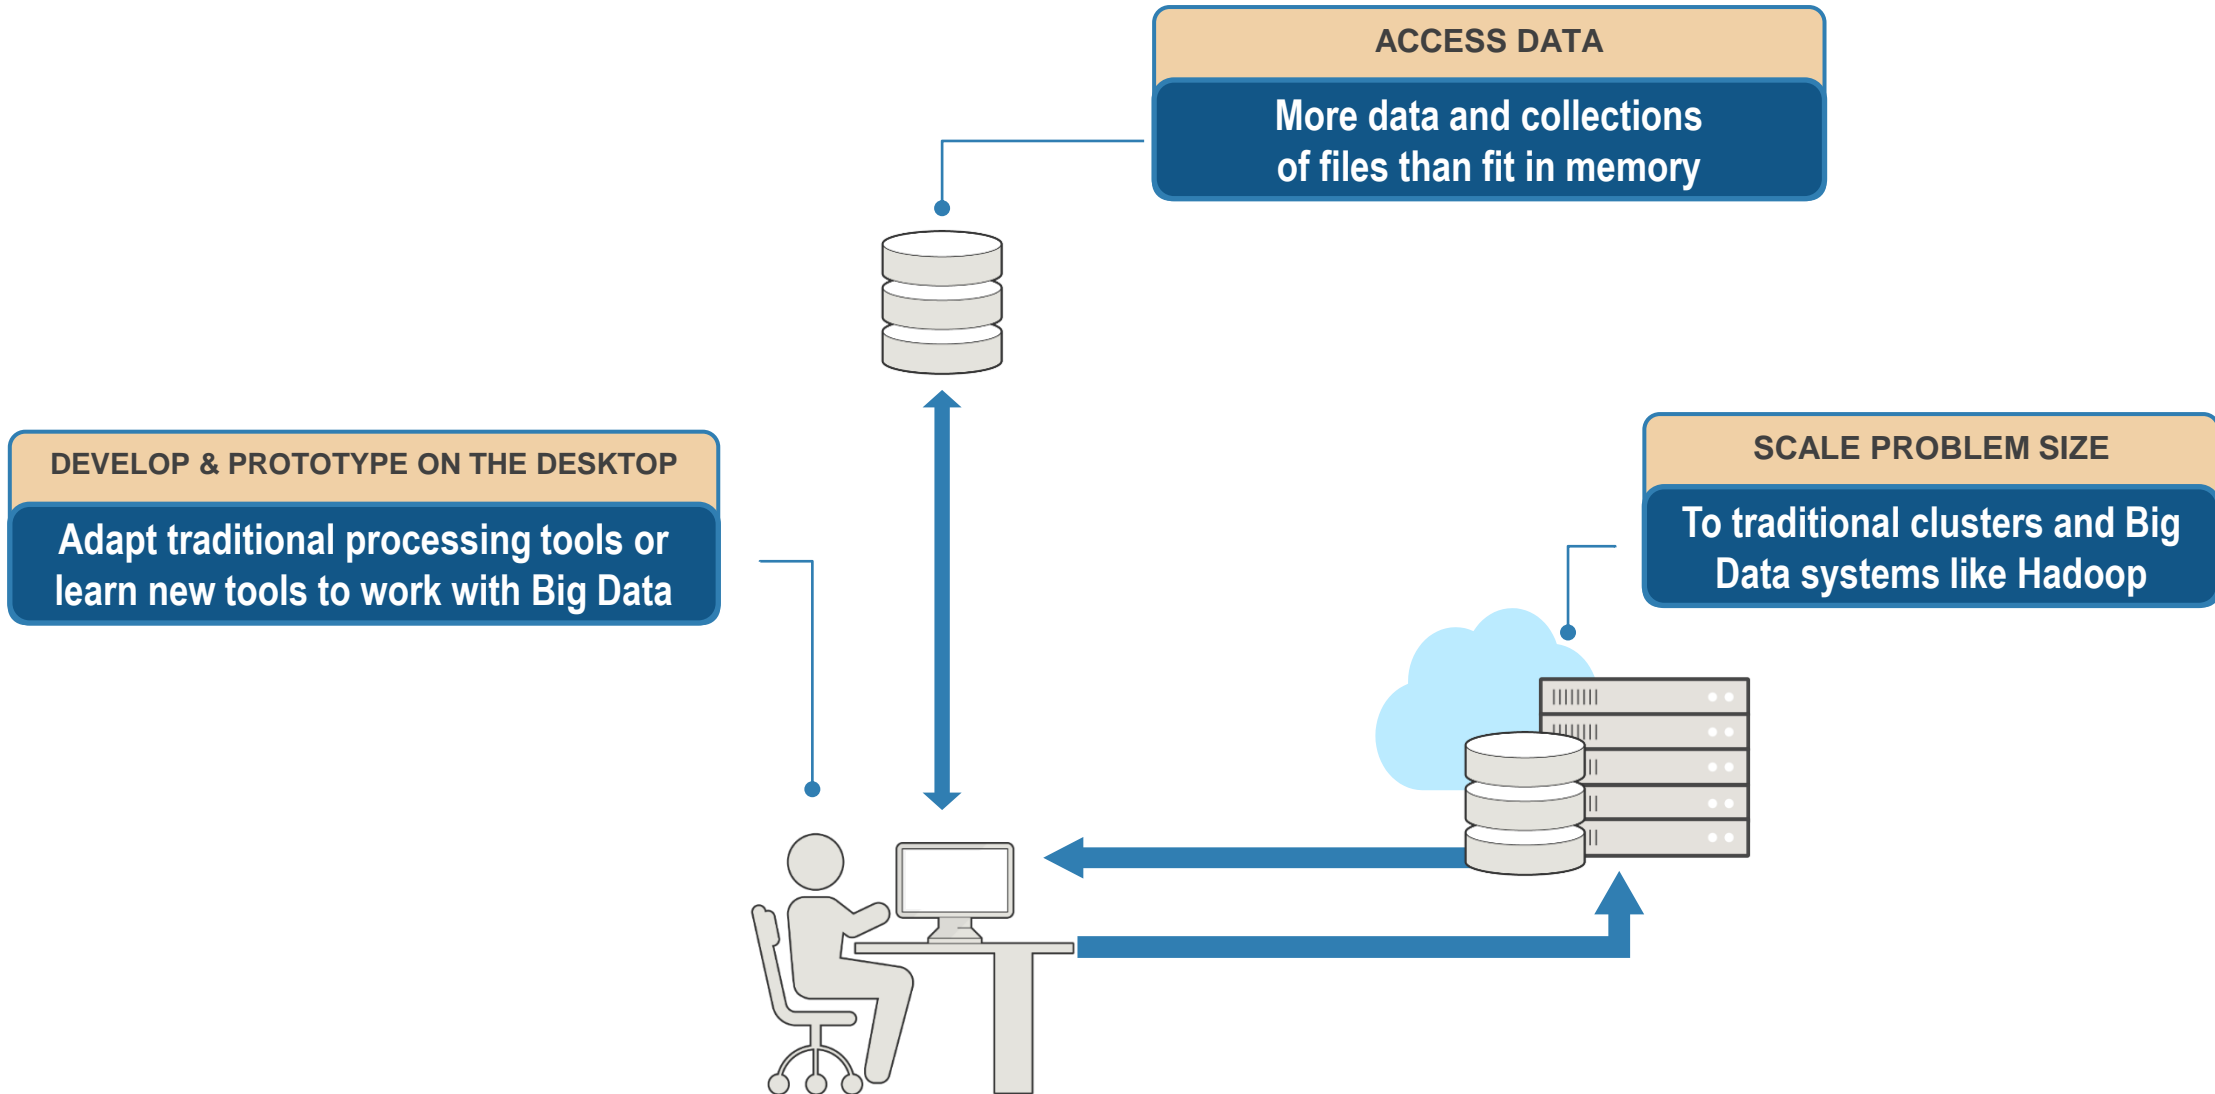 ACCESS DATA
More data and collections
of files than fit in memory
DEVELOP & PROTOTYPE ON THE DESKTOP
Adapt traditional processing tools or
learn new tools to work with Big Data
SCALE PROBLEM SIZE
To traditional clusters and Big
Data systems like Hadoop